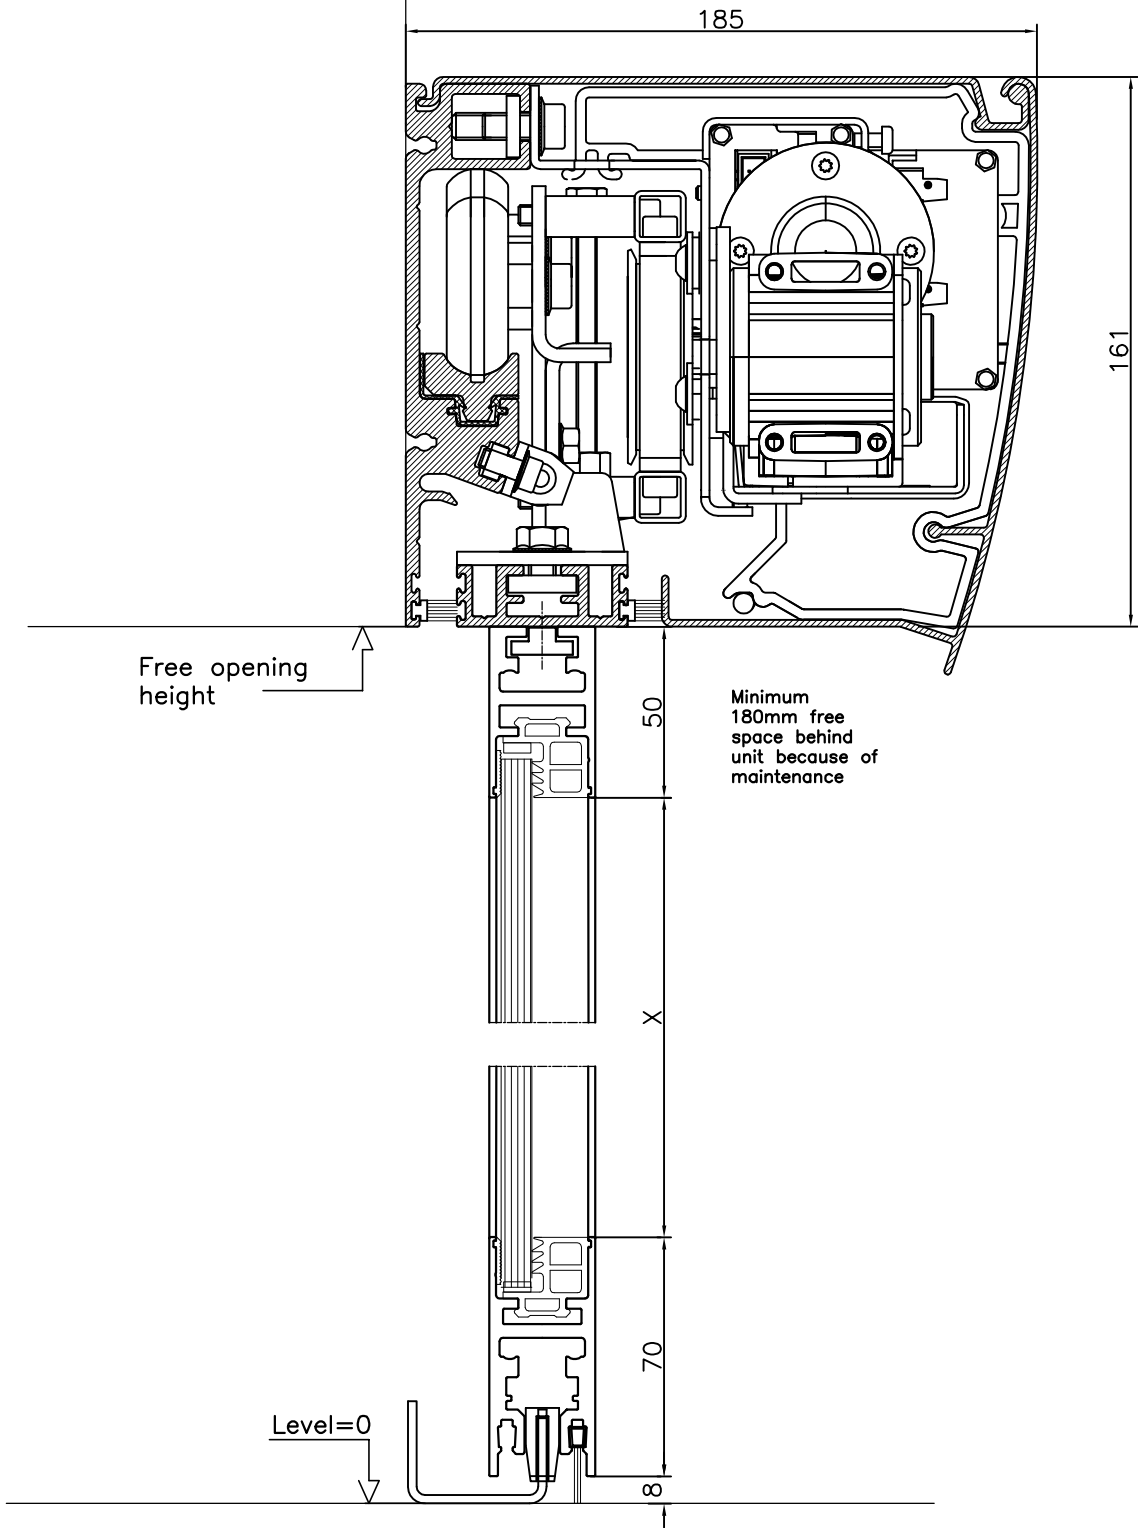 185
161
Free opening
height
50
Minimum
180mm free
space behind
unit because of
maintenance
X
70
Level=0
8